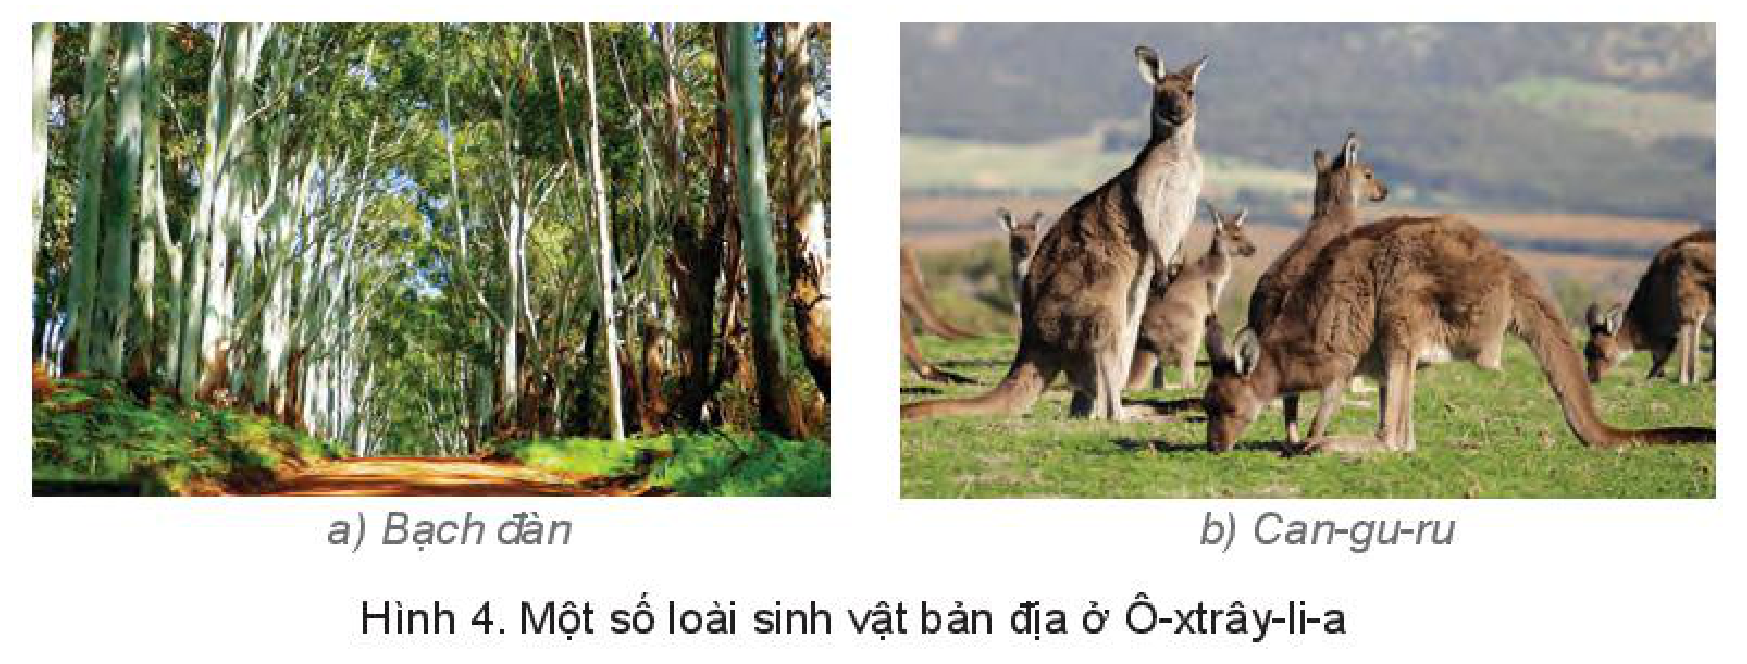 a) Bạch đàn
b) Can-gu-ru
Hình 4. Một số loài sinh vật bản địa ở Ô-xtrây-li-a